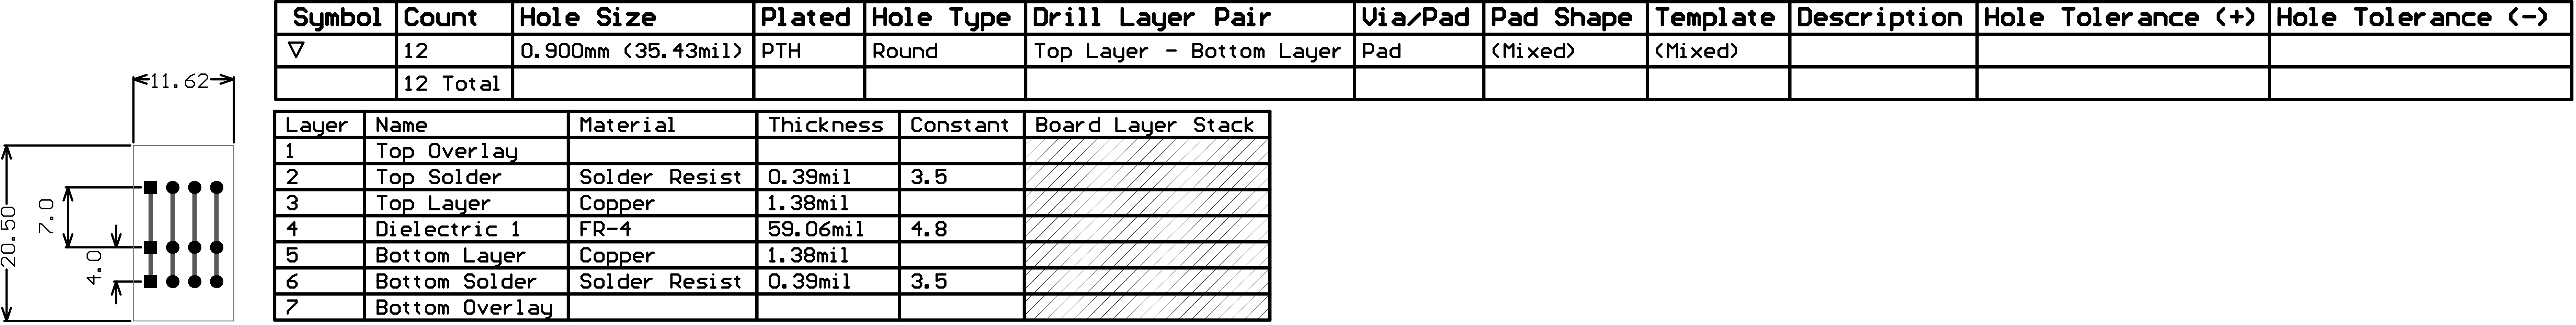 Symbol Count Hole Size Plated Hole Type Drill Layer Pair Via/Pad Pad Shape Template Description Hole Tolerance (+) Hole Tolerance (-)
▽ 12 0.900mm (35.43mil) PTH Round Top Layer - Bottom Layer Pad (Mixed) (Mixed)
12 Total
11.62
20.50
7.0
4.0
Layer Name Material Thickness Constant Board Layer Stack
1 Top Overlay
2 Top Solder Solder Resist 0.39mil 3.5
3 Top Layer Copper 1.38mil
4 Dielectric 1 FR-4 59.06mil 4.8
5 Bottom Layer Copper 1.38mil
6 Bottom Solder Solder Resist 0.39mil 3.5
7 Bottom Overlay